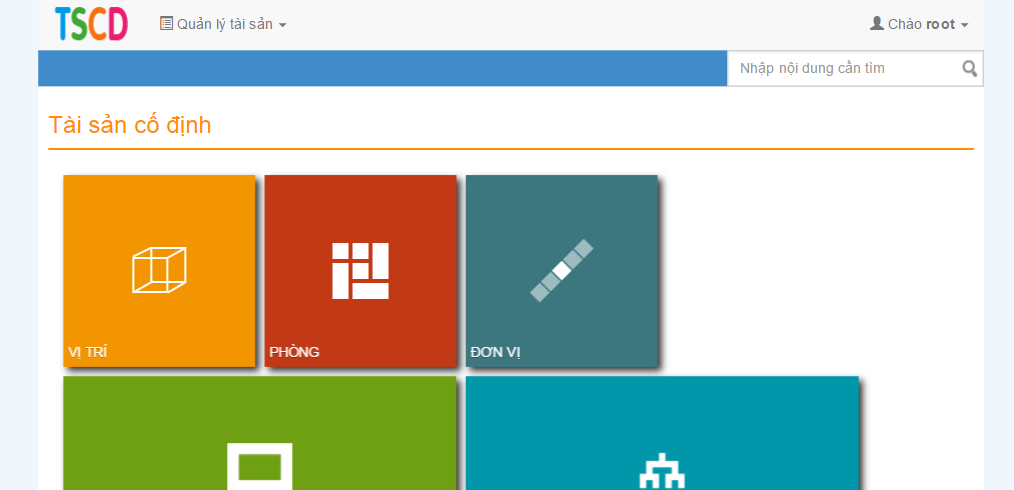 TSCD
Quản lý tài sản
Chào root
Nhập nội dung cần tìm
Tài sản cố định
VỊ TRÍ
PHÒNG
ĐƠN VỊ